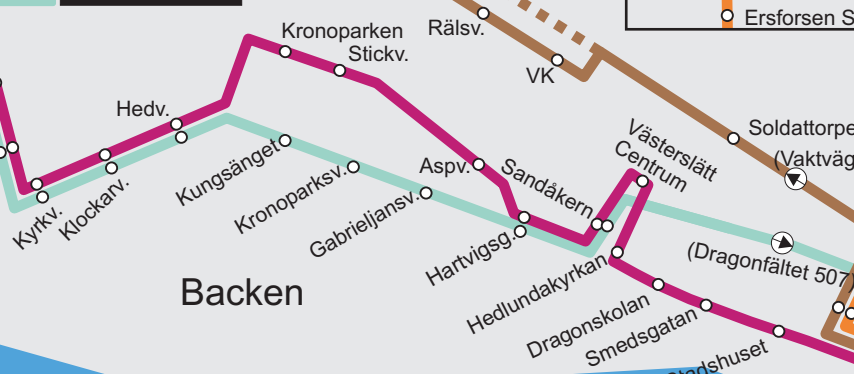 Ersforsen S
Kronoparken
Rälsv.
Stickv.
VK
Hedv.
Soldattorpe
(Vaktväg
Västerslätt
Centrum
Aspv.
Sandåkern
Kungsänget
Kronoparksv.
Gabrieljansv.
Kyrkv.
Klockarv.
Hartvigsg.
(Dragonfältet 507)
Backen
Hedlundakyrkan
Dragonskolan
Smedsgatan
Stadshuset